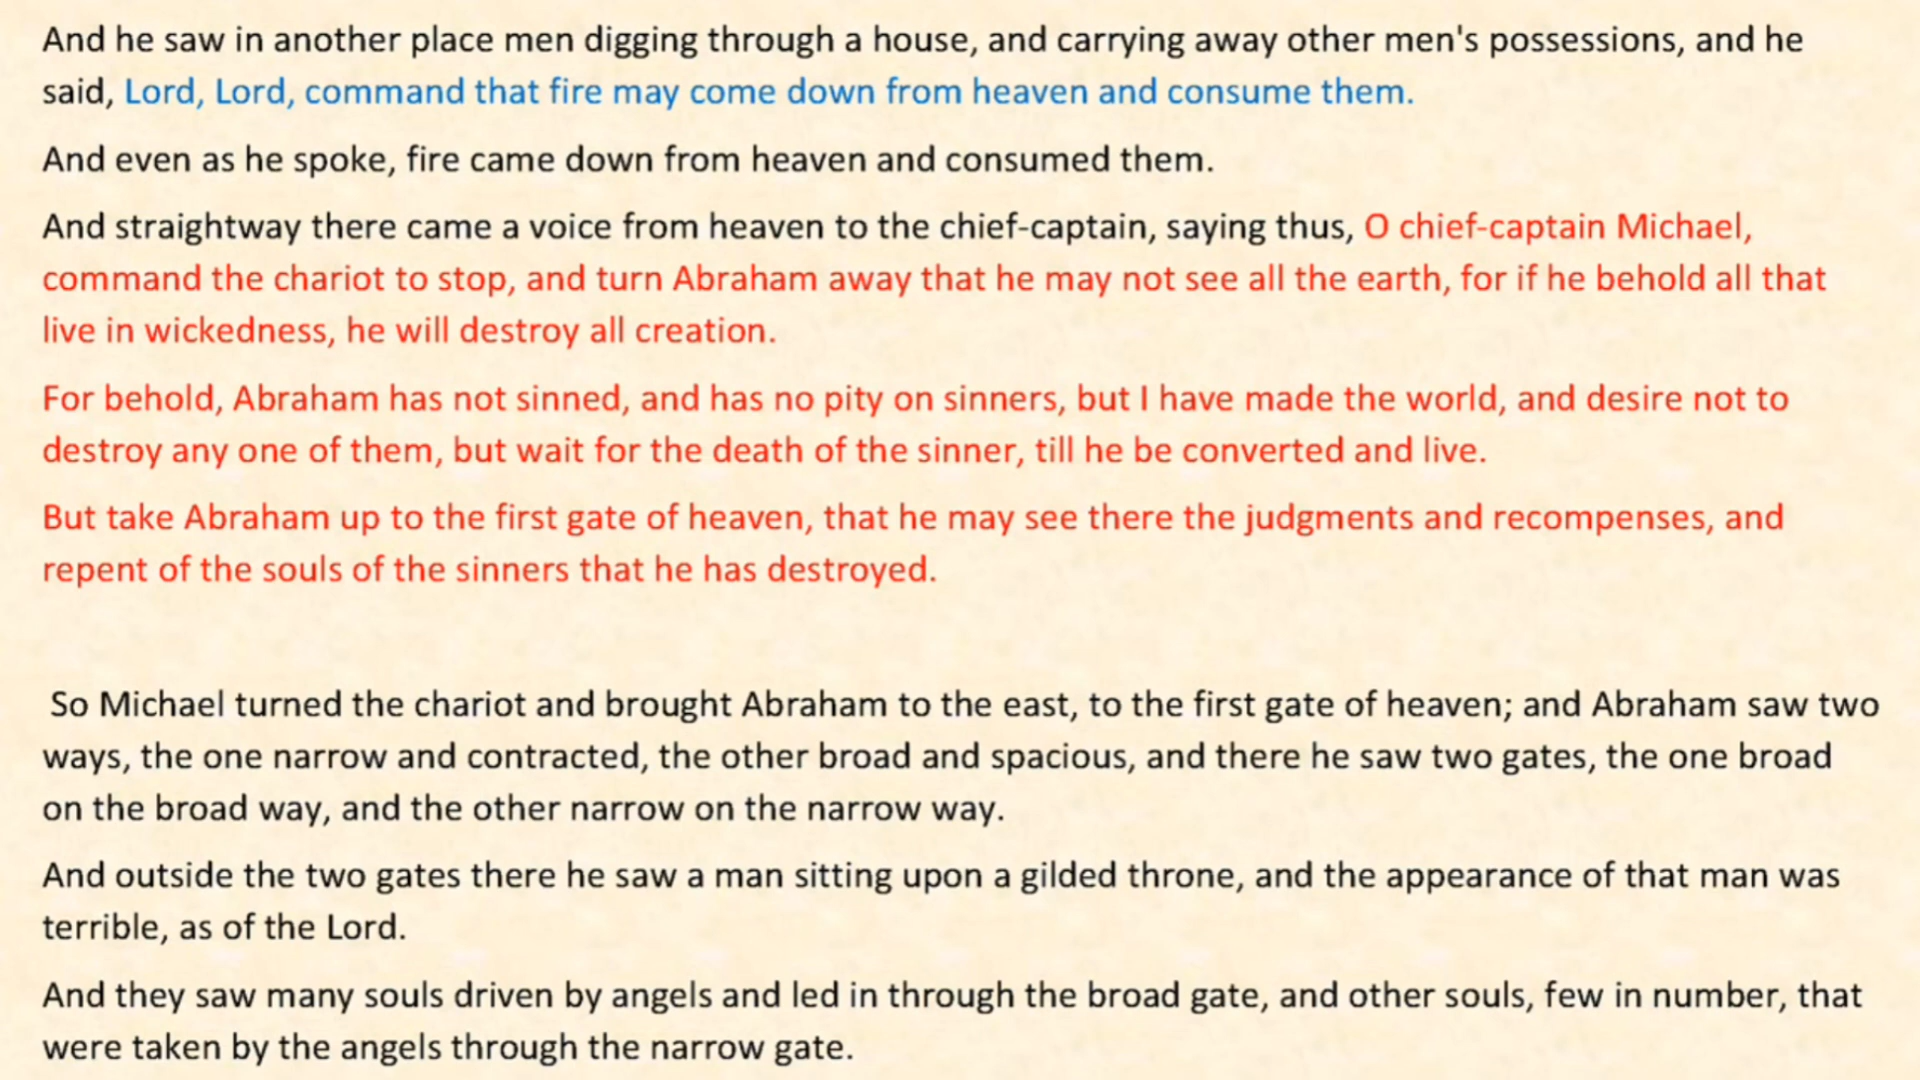 And he saw in another place men digging through a house, and carrying away other men's possessions, and he
said, Lord, Lord, command that fire may come down from heaven and consume them.
And even as he spoke, fire came down from heaven and consumed them.
And straightway there came a voice from heaven to the chief-captain, saying thus, O chief-captain Michael,
command the chariot to stop, and turn Abraham away that he may not see all the earth, for if he behold all that
live in wickedness, he will destroy all creation.
For behold, Abraham has not sinned, and has no pity on sinners, but I have made the world, and desire not to
destroy any one of them, but wait for the death of the sinner, till he be converted and live.
But take Abraham up to the first gate of heaven, that he may see there the judgments and recompenses, and
repent of the souls of the sinners that he has destroyed.
So Michael turned the chariot and brought Abraham to the east, to the first gate of heaven; and Abraham saw two
ways, the one narrow and contracted, the other broad and spacious, and there he saw two gates, the one broad
on the broad way, and the other narrow on the narrow way.
And outside the two gates there he saw a man sitting upon a gilded throne, and the appearance of that man was
terrible, as of the Lord.
And they saw many souls driven by angels and led in through the broad gate, and other souls, few in number, that
were taken by the angels through the narrow gate.